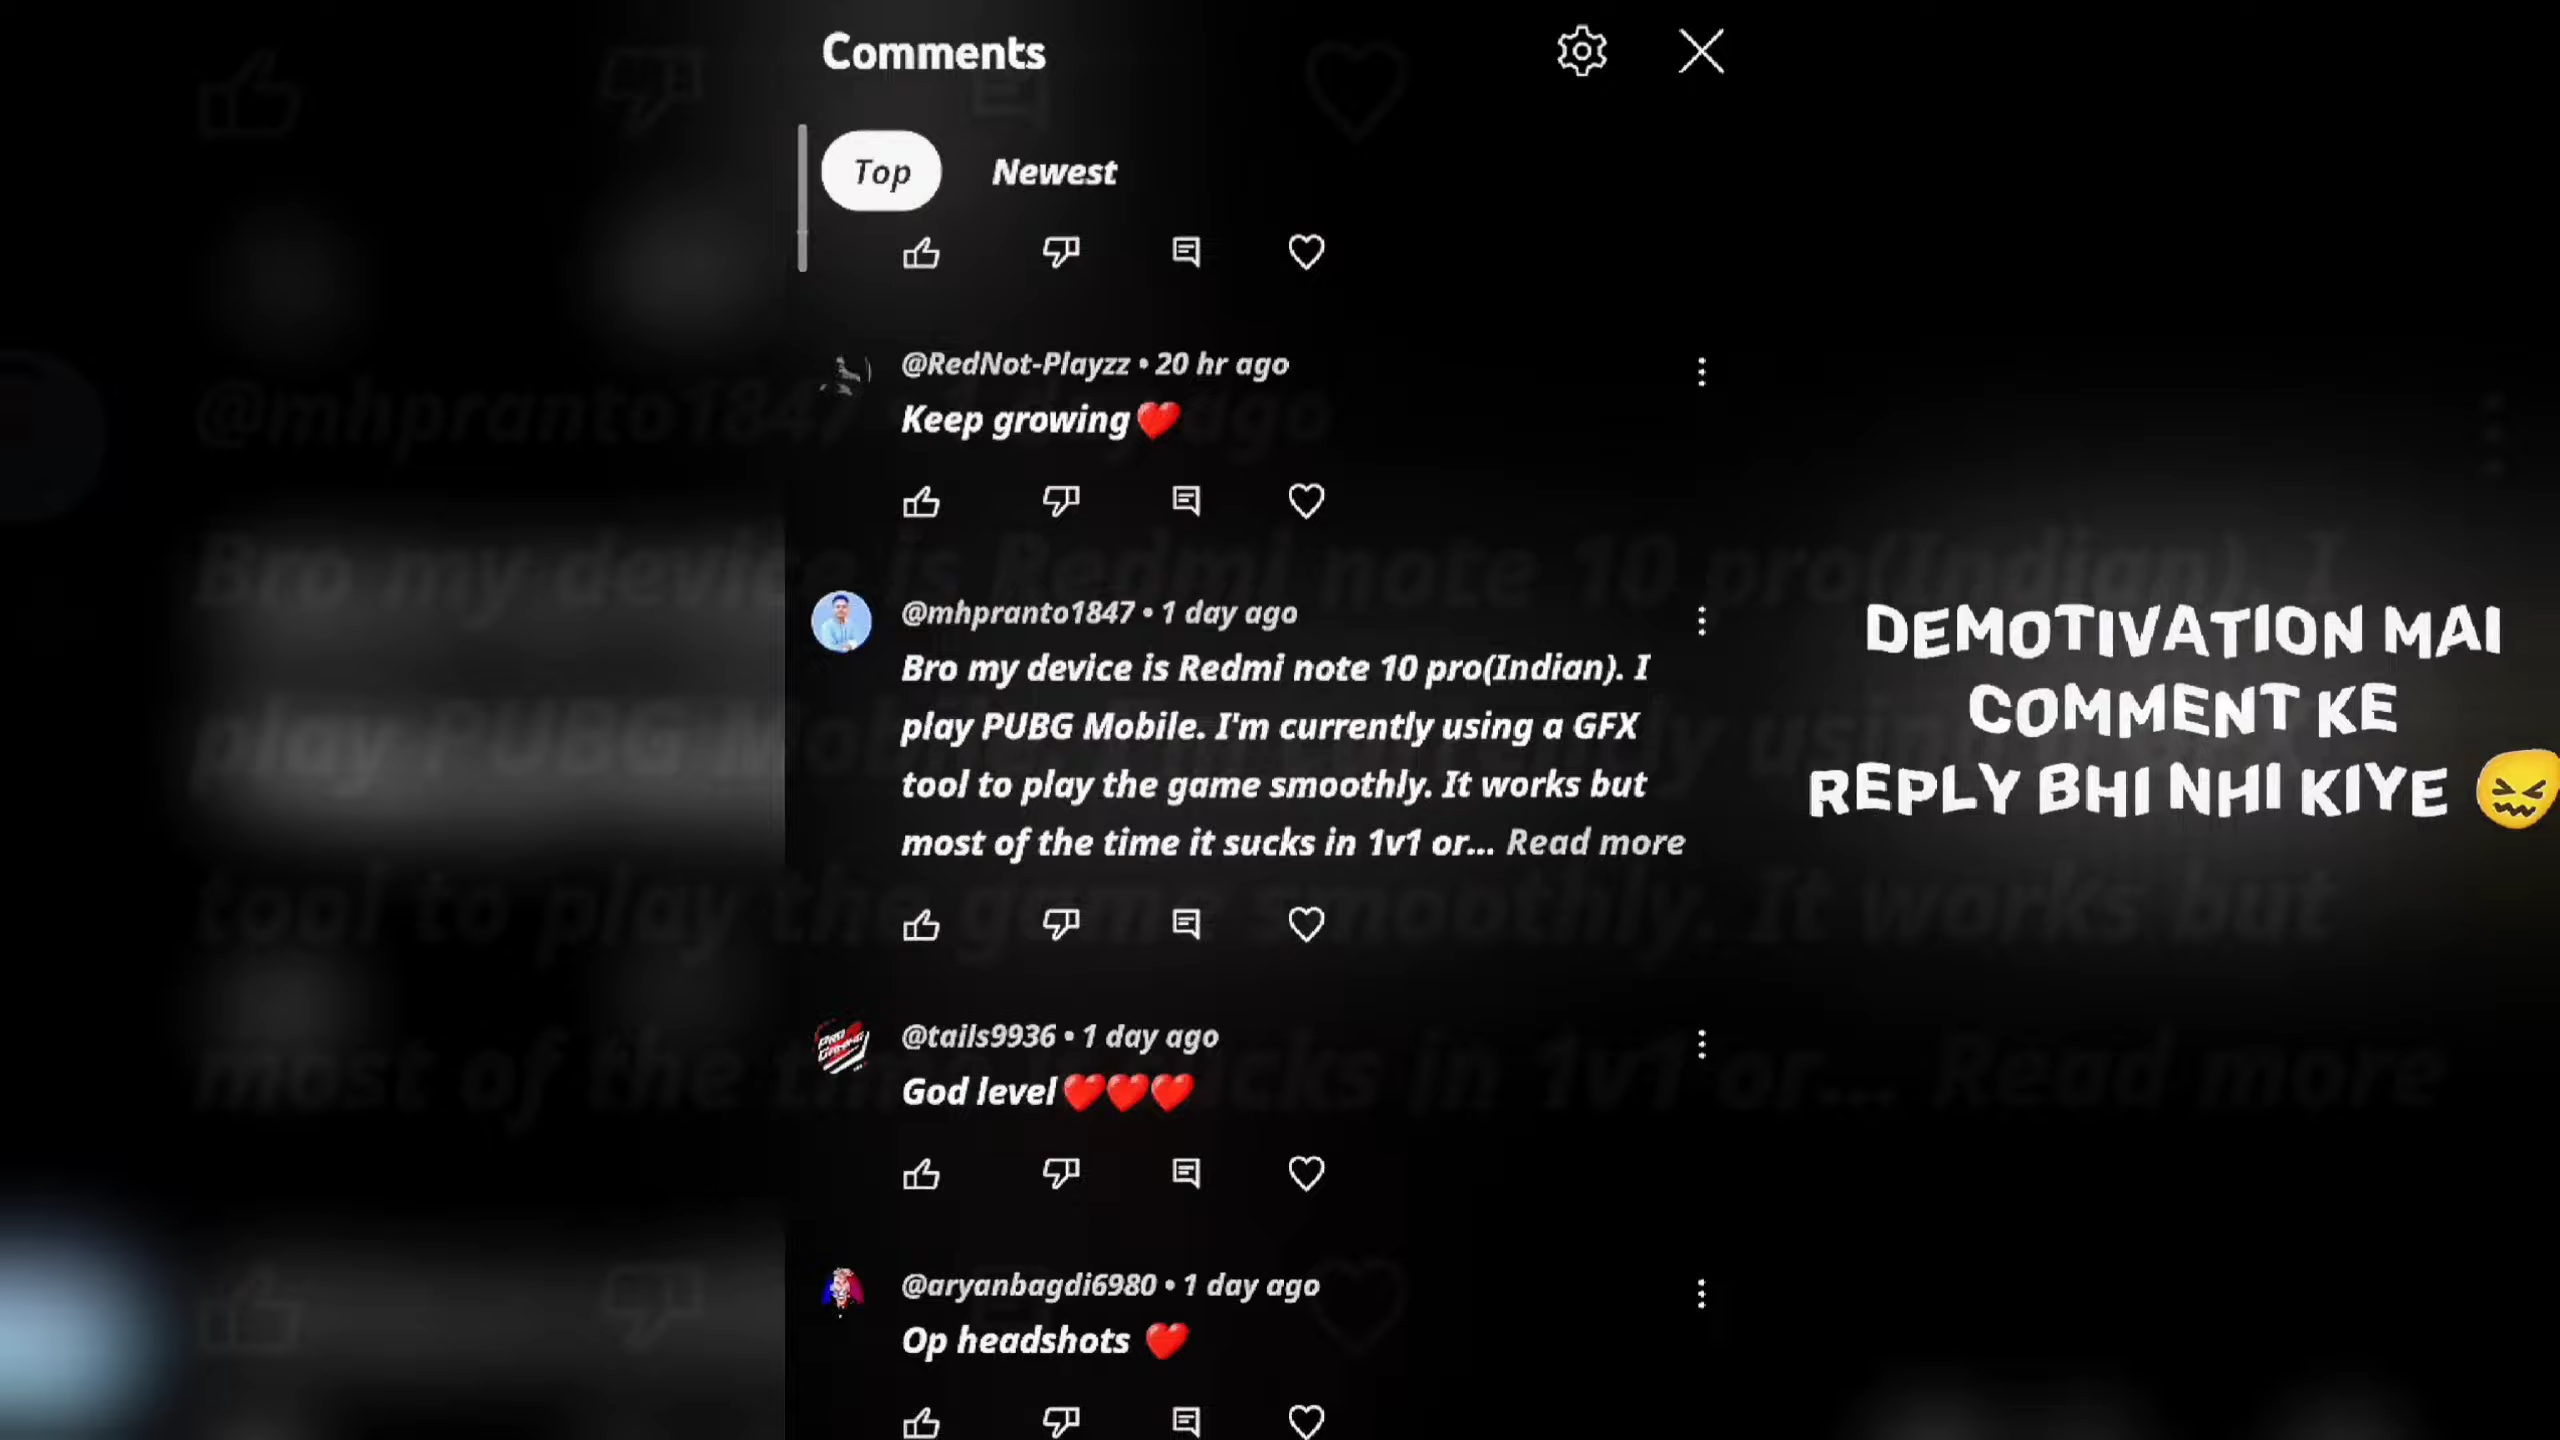 Comments
Top Newest
@RedNot-Playzz • 20 hr ago
Keep growing❤️
@mhpranto1847 • 1 day ago
Bro my device is Redmi note 10 pro(Indian). I
play PUBG Mobile. I'm currently using a GFX
tool to play the game smoothly. It works but
most of the time it sucks in 1v1 or... Read more
@tails9936 • 1 day ago
God level❤️❤️❤️
@aryanbagdi6980 • 1 day ago
Op headshots ❤️
DEMOTIVATION MAI
COMMENT KE
REPLY BHI NHI KIYE 😖